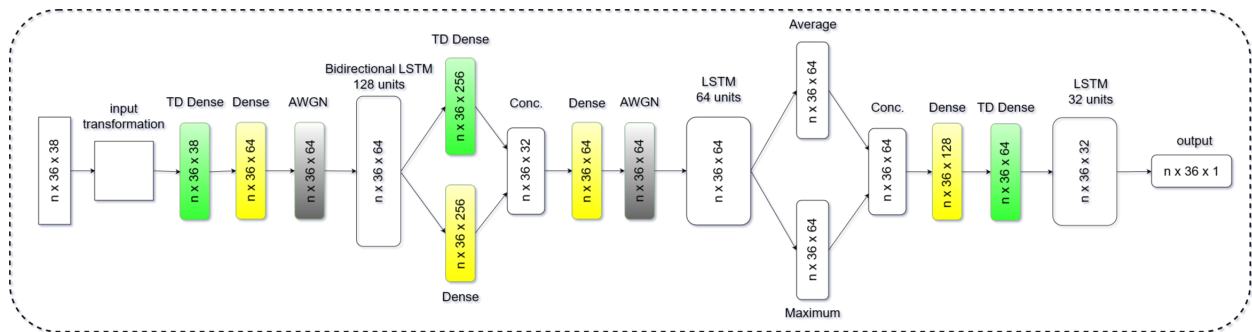 n x 36 x 38
input
transformation
TD Dense
n x 36 x 38
Dense
n x 36 x 64
AWGN
n x 36 x 64
Bidirectional LSTM
128 units
n x 36 x 64
TD Dense
n x 36 x 256
n x 36 x 256
Dense
Conc.
n x 36 x 32
Dense
n x 36 x 64
AWGN
n x 36 x 64
LSTM
64 units
n x 36 x 64
Average
n x 36 x 64
n x 36 x 64
Maximum
Conc.
n x 36 x 64
Dense
n x 36 x 128
TD Dense
n x 36 x 64
LSTM
32 units
n x 36 x 32
output
n x 36 x 1